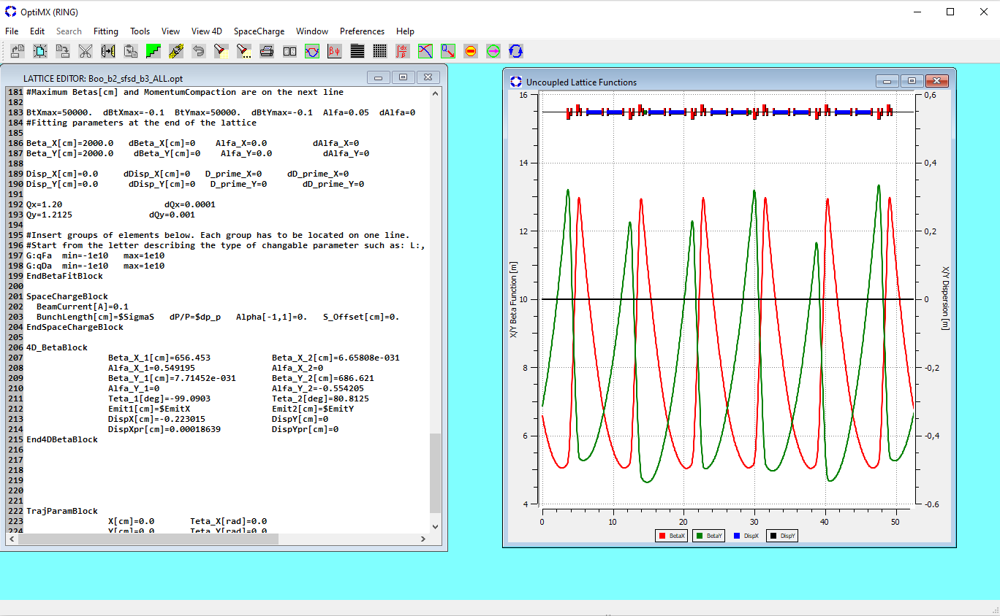 OptiMX (RING)
File Edit Search Fitting Tools View View 4D SpaceCharge Window Preferences Help
LATTICE EDITOR: Boo_b2_sfsd_b3_ALL.opt
181 #Maximum Betas[cm] and MomentumCompaction are on the next line
182
183 BtXmax=50000. dBtXmax=-0.1 BtYmax=50000. dBtYmax=-0.1 Alfa=0.05 dAlfa=0
184 #Fitting parameters at the end of the lattice
185
186 Beta_X[cm]=2000.0 dBeta_X[cm]=0 Alfa_X=0.0 dAlfa_X=0
187 Beta_Y[cm]=2000.0 dBeta_Y[cm]=0 Alfa_Y=0.0 dAlfa_Y=0
188
189 Disp_X[cm]=0.0 dDisp_X[cm]=0 D_prime_X=0 dD_prime_X=0
190 Disp_Y[cm]=0.0 dDisp_Y[cm]=0 D_prime_Y=0 dD_prime_Y=0
191
192 Qx=1.20 dQx=0.0001
193 Qy=1.2125 dQy=0.001
194
195 #Insert groups of elements below. Each group has to be located on one line.
196 #Start from the letter describing the type of changable parameter such as: L:,
197 G:qFa min=-1e10 max=1e10
198 G:qDa min=-1e10 max=1e10
199 EndBetaFitBlock
200
201 SpaceChargeBlock
202 BeamCurrent[A]=0.1
203 BunchLength[cm]=$SigmaS dP/P=$dp_p Alpha[-1,1]=0. S_Offset[cm]=0.
204 EndSpaceChargeBlock
205
206 4D_BetaBlock
207 Beta_X_1[cm]=656.453 Beta_X_2[cm]=6.65808e-031
208 Alfa_X_1=0.549195 Alfa_X_2=0
209 Beta_Y_1[cm]=7.71452e-031 Beta_Y_2[cm]=686.621
210 Alfa_Y_1=0 Alfa_Y_2=-0.554205
211 Teta_1[deg]=-99.0903 Teta_2[deg]=80.8125
212 Emit1[cm]=$EmitX Emit2[cm]=$EmitY
213 DispX[cm]=-0.223015 DispY[cm]=0
214 DispXpr[cm]=0.00018639 DispYpr[cm]=0
215 End4DBetaBlock
216
217
218
219
220
221
222 TrajParamBlock
223 X[cm]=0.0 Teta_X[rad]=0.0
224 Y[cm]=0.0 Teta_Y[rad]=0.0
Uncoupled Lattice Functions
16
14
12
10
8
6
4
X/Y Beta Function [m]
0,6
0,4
0,2
0
-0,2
-0,4
-0.6
X/Y Dispersion [m]
0 10 20 30 40 50
BetaX BetaY DispX DispY